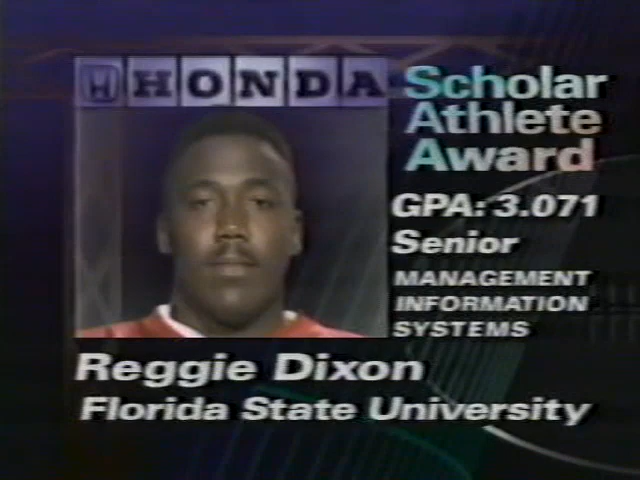 HONDA
Scholar
Athlete
Award
GPA: 3.071
Senior
MANAGEMENT
INFORMATION
SYSTEMS
Reggie Dixon
Florida State University